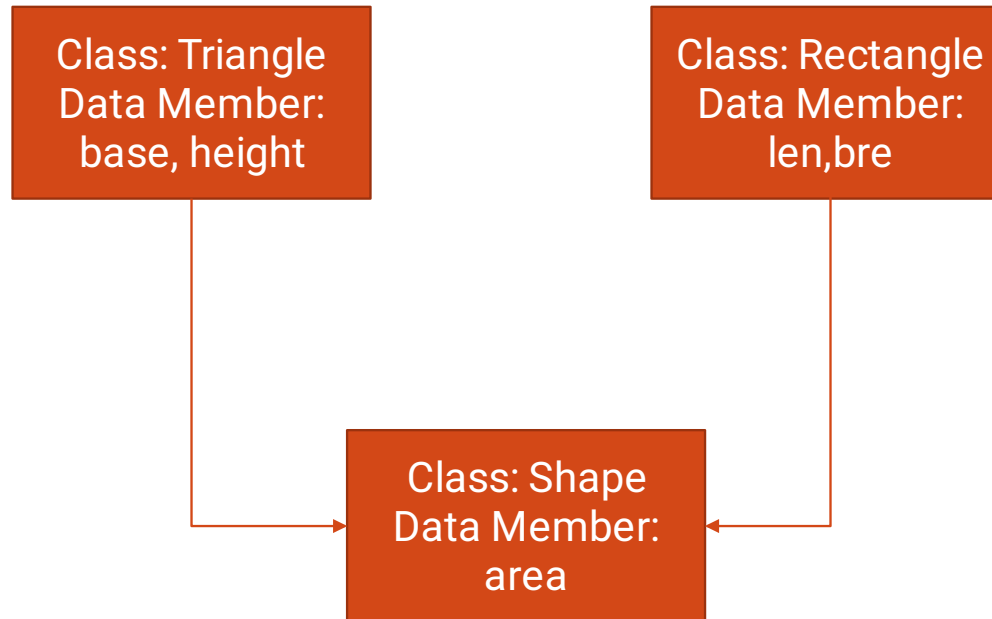 Class: Triangle
Data Member:
base, height
Class: Rectangle
Data Member:
len,bre
Class: Shape
Data Member:
area